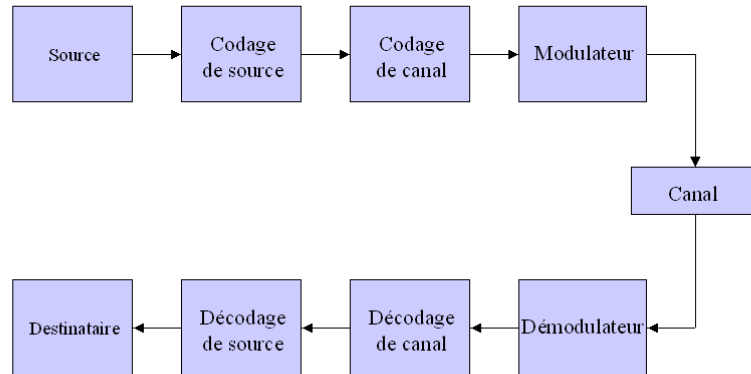 Source
Codage
de source
Codage
de canal
Modulateur
Canal
Destinataire
Décodage
de source
Décodage
de canal
Démodulateur